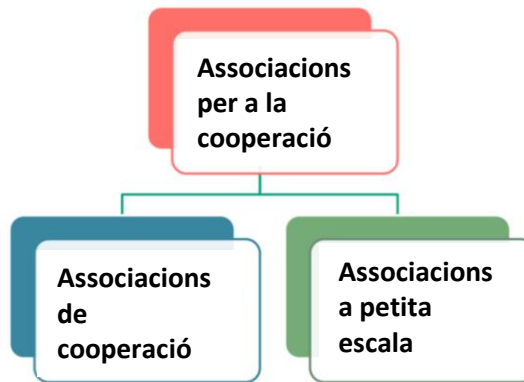 Associacions
per a la
cooperació
Associacions
de
cooperació
Associacions
a petita
escala